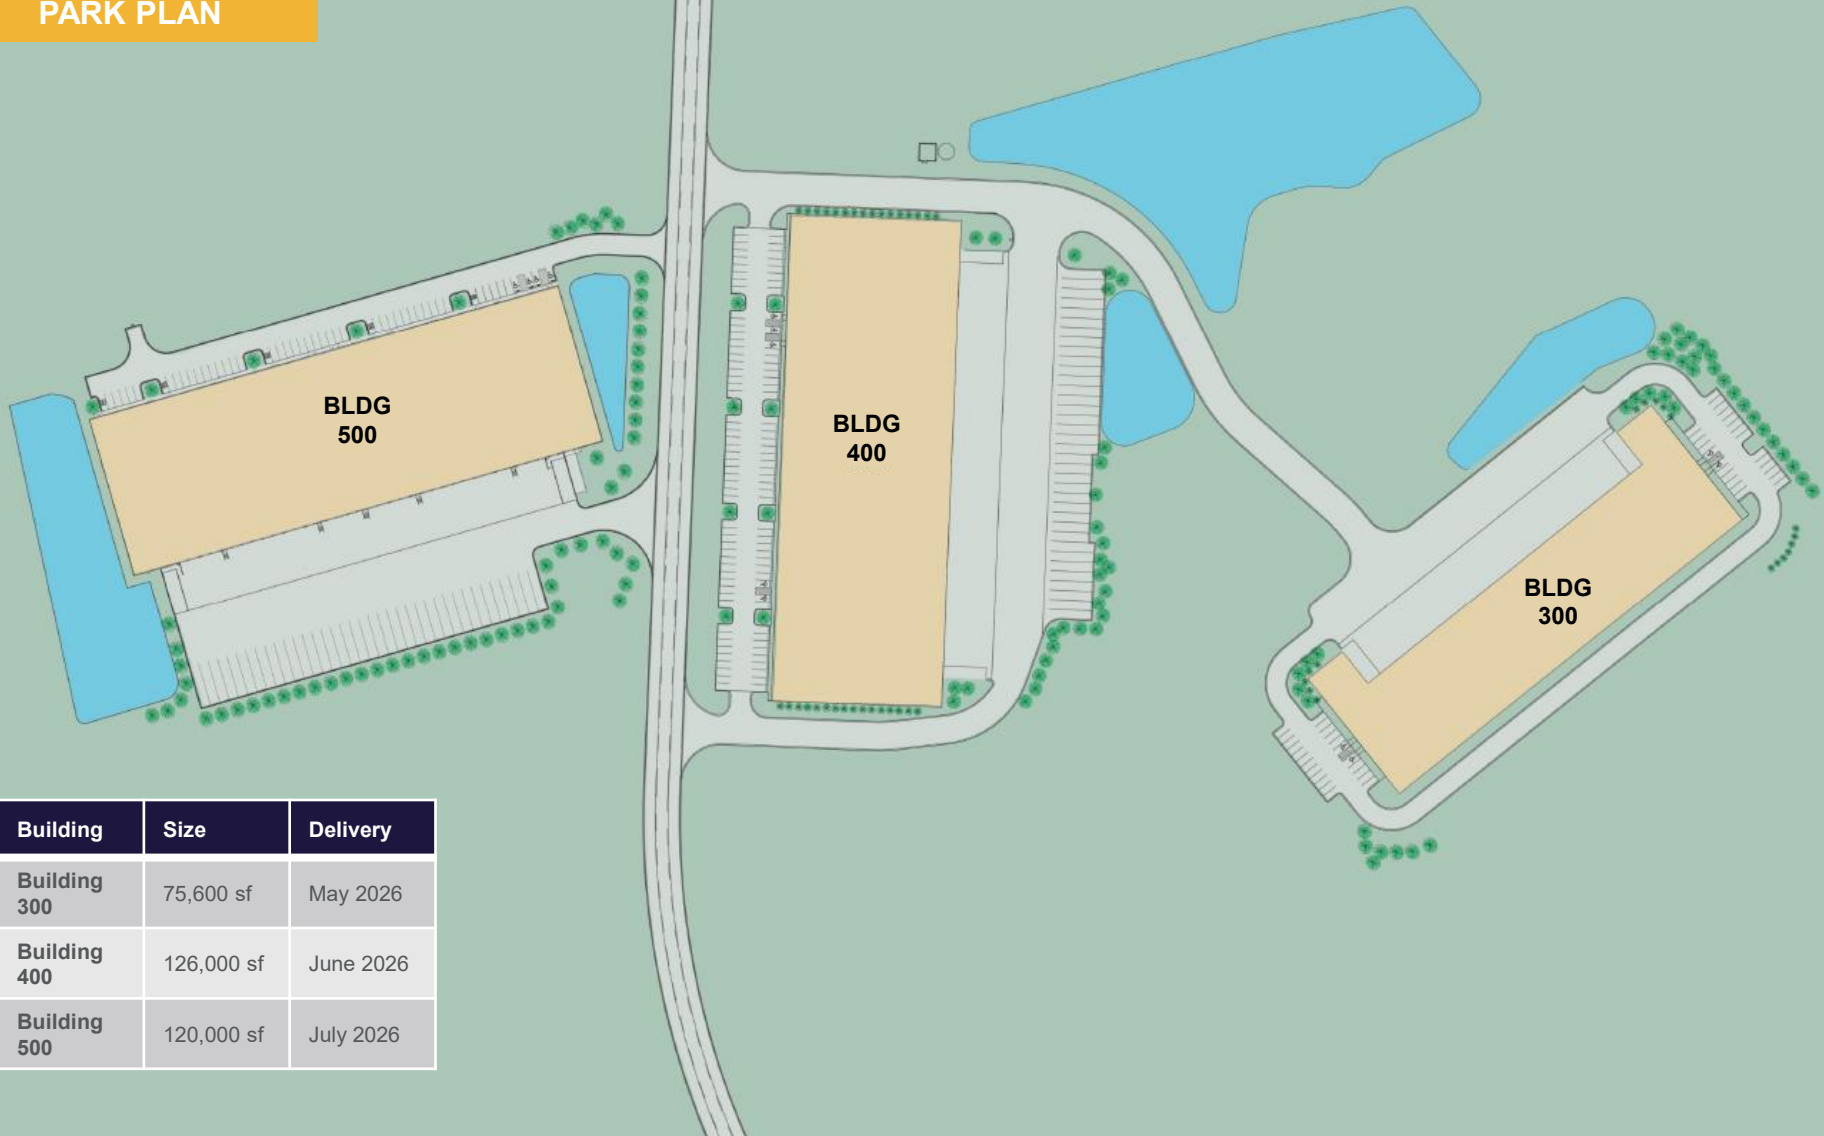 PARK PLAN
BLDG
500
BLDG
400
BLDG
300
Building Size Delivery
Building
300
75,600 sf May 2026
Building
400
126,000 sf June 2026
Building
500
120,000 sf July 2026